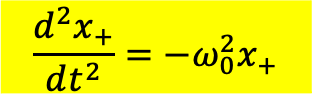 d²x₊/dt² = −ω₀²x₊